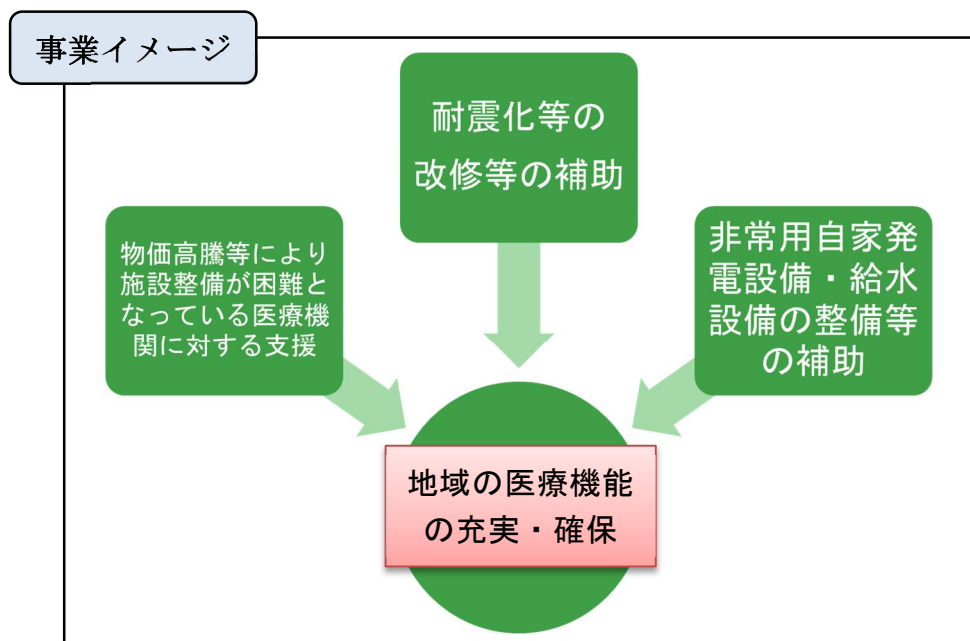 事業イメージ
耐震化等の
改修等の補助
物価高騰等により
施設整備が困難と
なっている医療機
関に対する支援
非常用自家発
電設備・給水
設備の整備等
の補助
地域の医療機能
の充実・確保